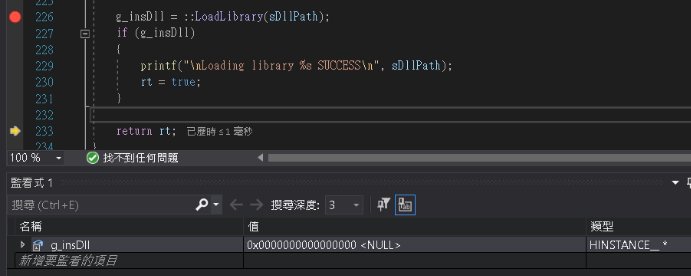 225
226 g_insDll = ::LoadLibrary(sDllPath);
227 if (g_insDll)
228 {
229 printf("\nLoading library %s SUCCESS\n", sDllPath);
230 rt = true;
231 }
232
233 return rt; 已歷時 ≤ 1 毫秒
234 }
100 % 找不到任何問題
監看式 1
搜尋 (Ctrl+E) 搜尋深度: 3
名稱 值 類型
g_insDll 0x0000000000000000 <NULL> HINSTANCE__ *
新增要監看的項目